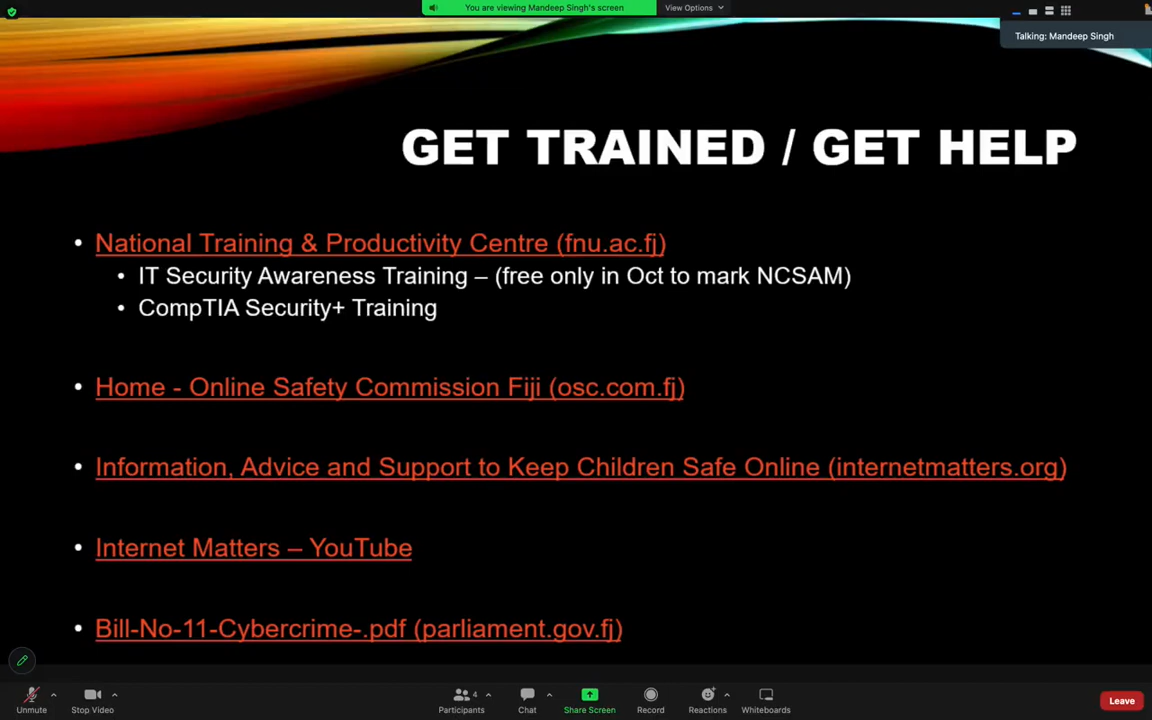 You are viewing Mandeep Singh's screen
View Options
Talking: Mandeep Singh
GET TRAINED / GET HELP
• National Training & Productivity Centre (fnu.ac.fj)
• IT Security Awareness Training – (free only in Oct to mark NCSAM)
• CompTIA Security+ Training
• Home - Online Safety Commission Fiji (osc.com.fj)
• Information, Advice and Support to Keep Children Safe Online (internetmatters.org)
• Internet Matters – YouTube
• Bill-No-11-Cybercrime-.pdf (parliament.gov.fj)
Unmute
Stop Video
4
Participants
Chat
Share Screen
Record
Reactions
Whiteboards
Leave